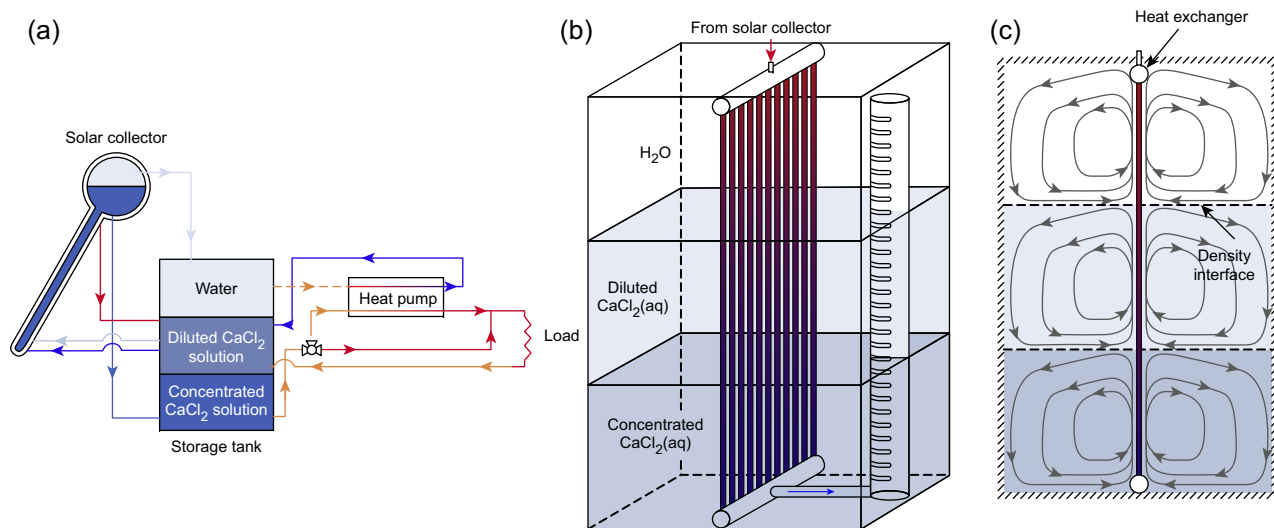 (a)
Solar collector
Water
Diluted CaCl₂
solution
Concentrated
CaCl₂ solution
Storage tank
Heat pump
Load
(b)
From solar collector
H₂O
Diluted
CaCl₂(aq)
Concentrated
CaCl₂(aq)
(c)
Heat exchanger
Density
interface